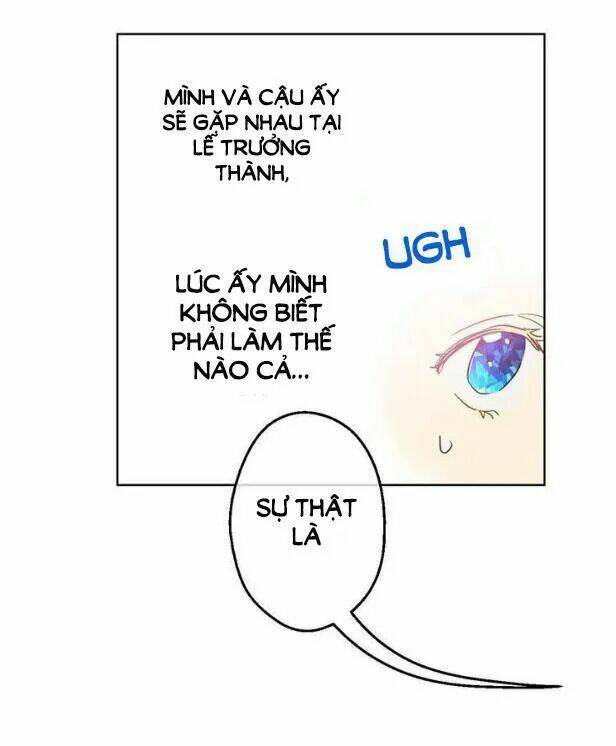 MÌNH VÀ CẬU ẤY
SẼ GẶP NHAU TẠI
LỄ TRƯỞNG
THÀNH,
UGH
LÚC ẤY MÌNH
KHÔNG BIẾT
PHẢI LÀM THẾ
NÀO CẢ...
SỰ THẬT
LÀ